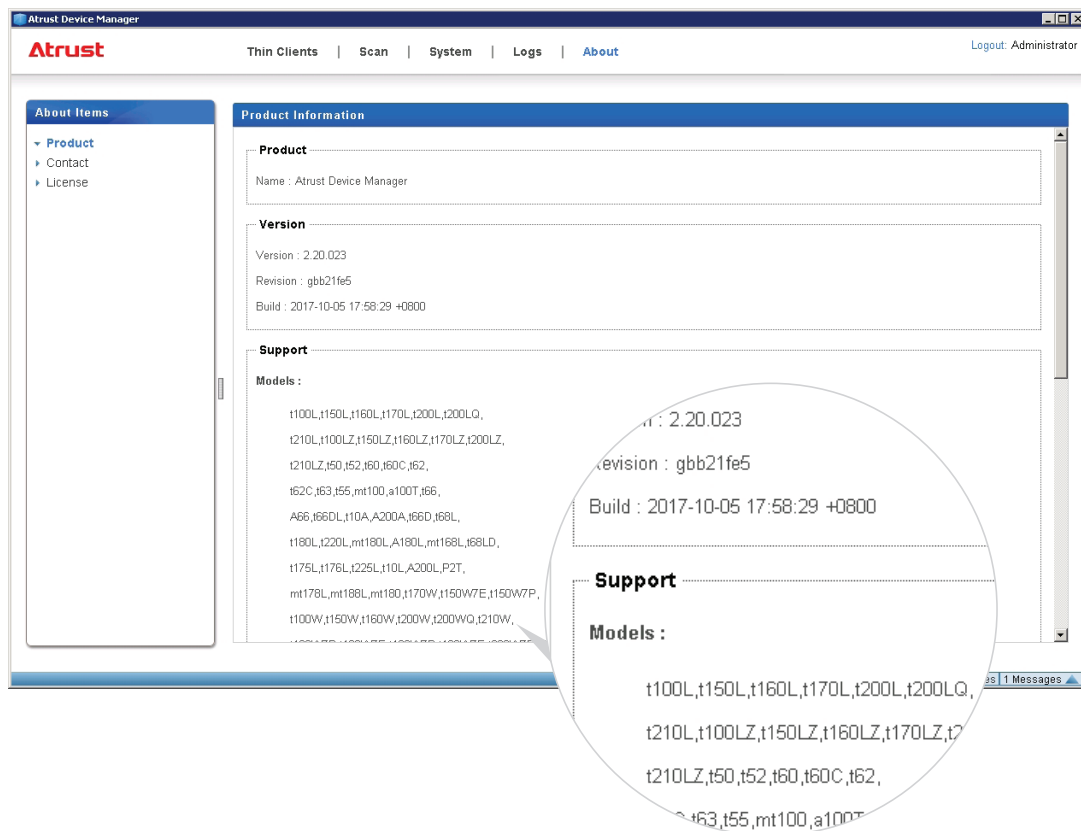 Atrust Device Manager
Atrust
Thin Clients | Scan | System | Logs | About
Logout: Administrator
About Items
Product
Contact
License
Product Information
Product
Name : Atrust Device Manager
Version
Version : 2.20.023
Revision : gbb21fe5
Build : 2017-10-05 17:58:29 +0800
Support
Models :
t100L,t150L,t160L,t170L,t200L,t200LQ,
t210L,t100LZ,t150LZ,t160LZ,t170LZ,t200LZ,
t210LZ,t50,t52,t60,t60C,t62,
t62C,t63,t55,mt100,a100T,t66,
A66,t66DL,t10A,A200A,t66D,t68L,
t180L,t220L,mt180L,A180L,mt168L,t68LD,
t175L,t176L,t225L,t10L,A200L,P2T,
mt178L,mt188L,mt180,t170W,t150W7E,t150W7P,
t100W,t150W,t160W,t200W,t200WQ,t210W,
: 2.20.023
Revision : gbb21fe5
Build : 2017-10-05 17:58:29 +0800
Support
Models :
t100L,t150L,t160L,t170L,t200L,t200LQ,
t210L,t100LZ,t150LZ,t160LZ,t170LZ,
t210LZ,t50,t52,t60,t60C,t62,
,t63,t55,mt100,a100T
1 Messages